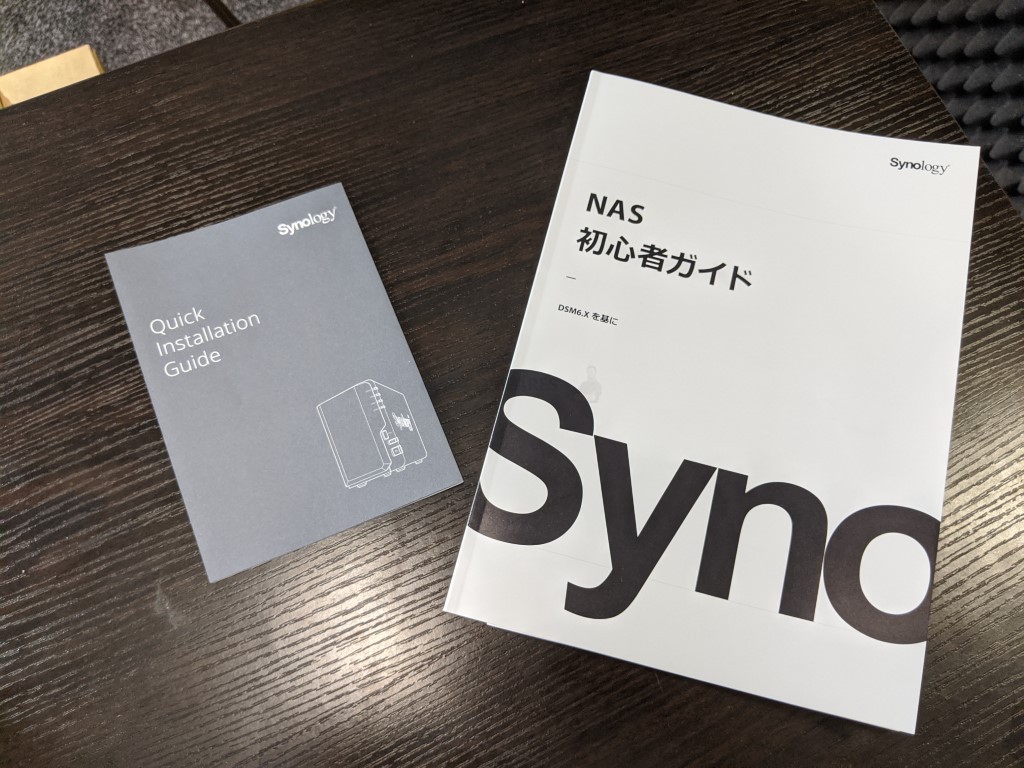 Synology
Quick
Installation
Guide
Synology
NAS
初心者ガイド
—
DSM6.X を基に
Syno